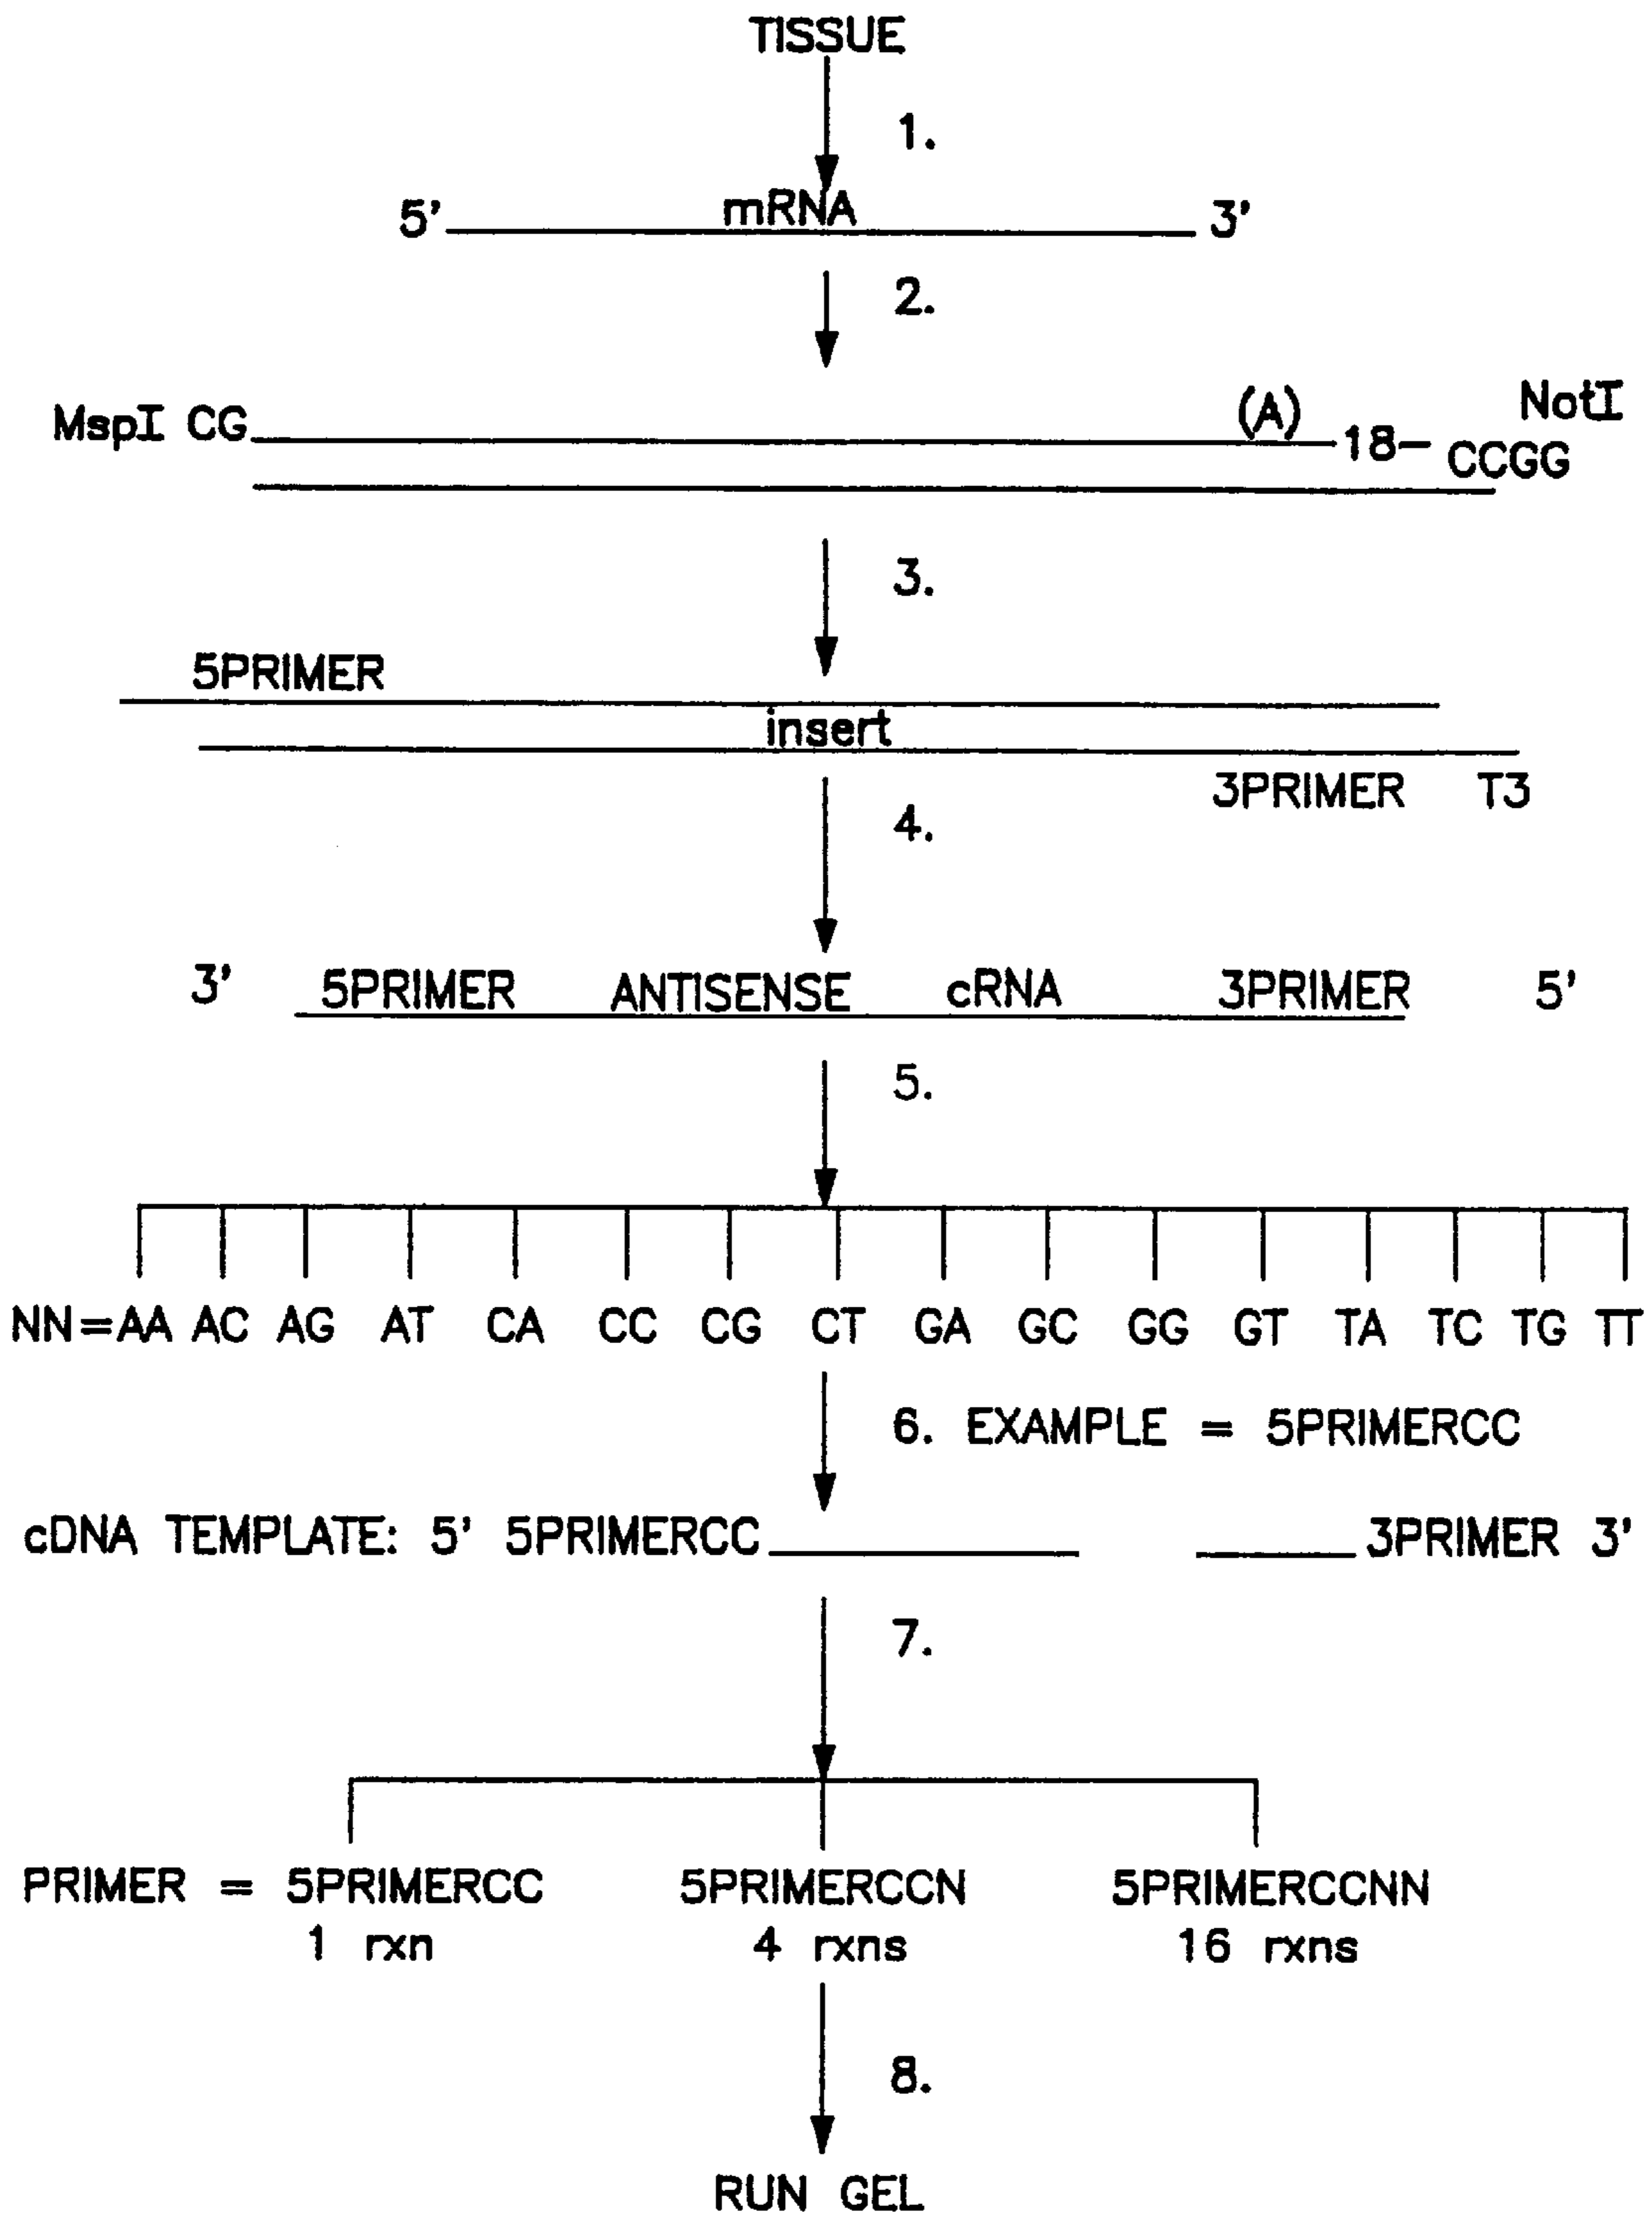 TISSUE
1.
5' mRNA 3'
2.
MspI CG (A) 18- CCGG NotI
3.
5PRIMER
insert
3PRIMER T3
4.
3' 5PRIMER ANTISENSE cRNA 3PRIMER 5'
5.
NN=AA AC AG AT CA CC CG CT GA GC GG GT TA TC TG TT
6. EXAMPLE = 5PRIMERCC
cDNA TEMPLATE: 5' 5PRIMERCC 3PRIMER 3'
7.
PRIMER = 5PRIMERCC 5PRIMERCCN 5PRIMERCCNN
1 rxn 4 rxns 16 rxns
8.
RUN GEL